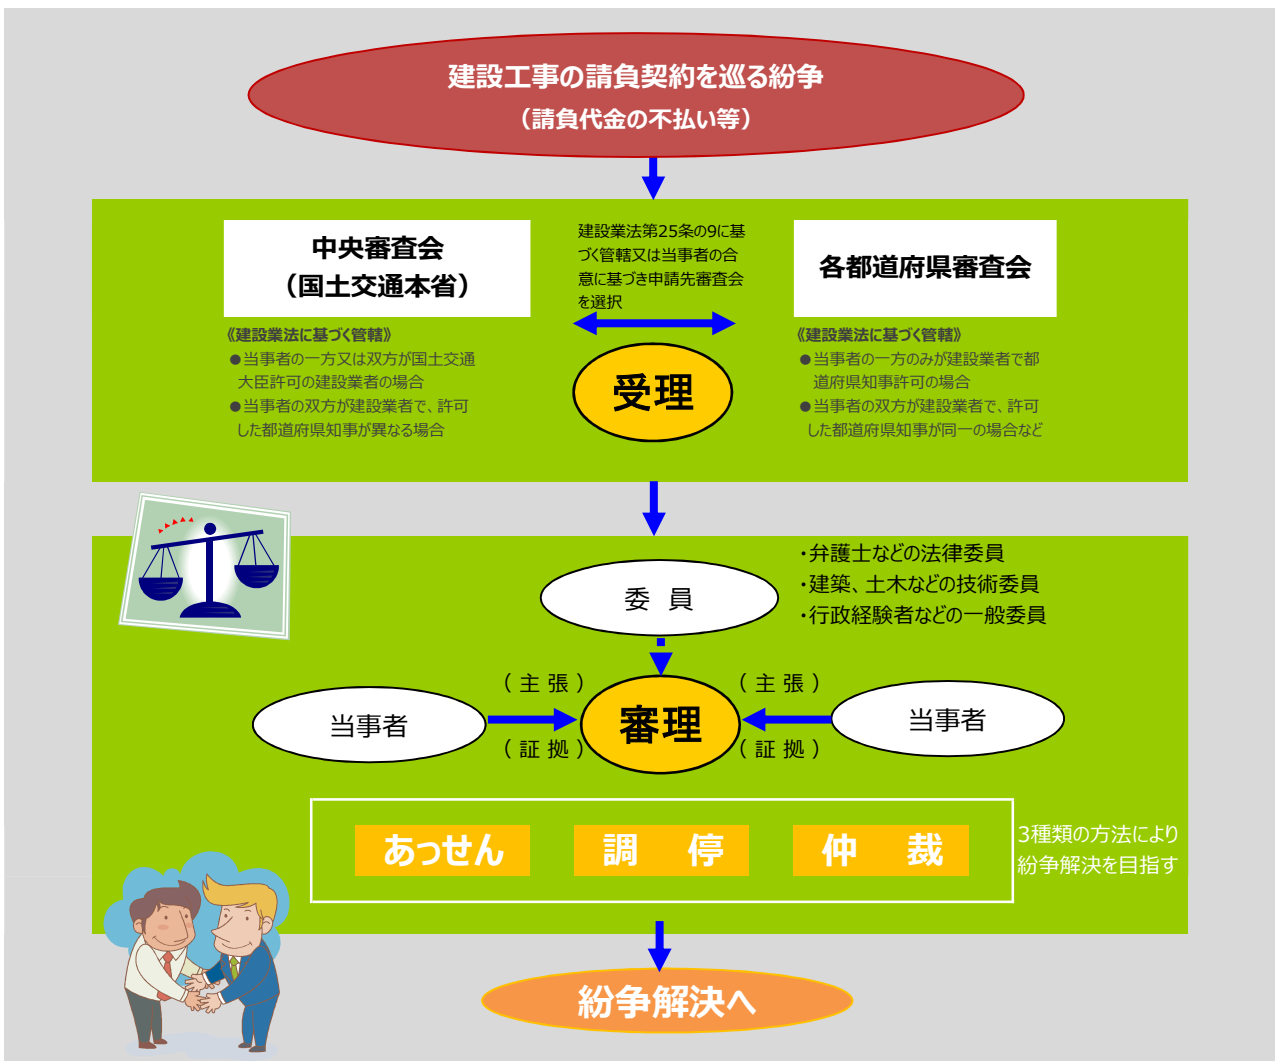 建設工事の請負契約を巡る紛争
（請負代金の不払い等）
中央審査会
（国土交通本省）
建設業法第25条の9に基
づく管轄又は当事者の合
意に基づき申請先審査会
を選択
各都道府県審査会
《建設業法に基づく管轄》
●当事者の一方又は双方が国土交通
大臣許可の建設業者の場合
●当事者の双方が建設業者で、許可
した都道府県知事が異なる場合
受理
《建設業法に基づく管轄》
●当事者の一方のみが建設業者で都
道府県知事許可の場合
●当事者の双方が建設業者で、許可
した都道府県知事が同一の場合など
委 員
・弁護士などの法律委員
・建築、土木などの技術委員
・行政経験者などの一般委員
当事者
（ 主 張 ）
（ 証 拠 ）
審理
（ 主 張 ）
（ 証 拠 ）
当事者
あっせん
調 停
仲 裁
3種類の方法により
紛争解決を目指す
紛争解決へ